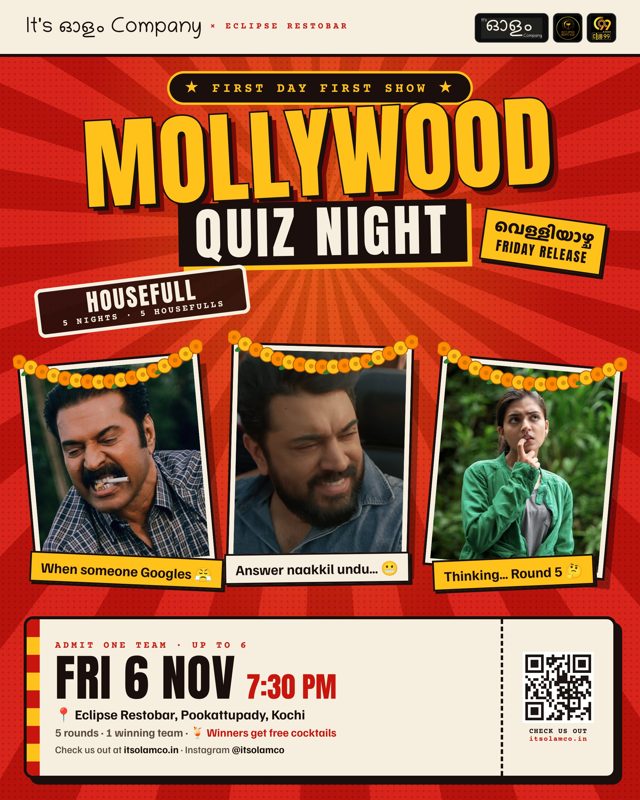 It's ഓളം Company × ECLIPSE RESTOBAR
ഓളം
Company
★ FIRST DAY FIRST SHOW ★
MOLLYWOOD
QUIZ NIGHT
വെള്ളിയാഴ്ച
FRIDAY RELEASE
HOUSEFULL
5 NIGHTS · 5 HOUSEFULLS
When someone Googles 😤
Answer naakkil undu... 😬
Thinking... Round 5 🤔
ADMIT ONE TEAM · UP TO 6
FRI 6 NOV 7:30 PM
📍 Eclipse Restobar, Pookattupady, Kochi
5 rounds · 1 winning team · 🍹 Winners get free cocktails
Check us out at itsolamco.in · Instagram @itsolamco
CHECK US OUT
itsolamco.in